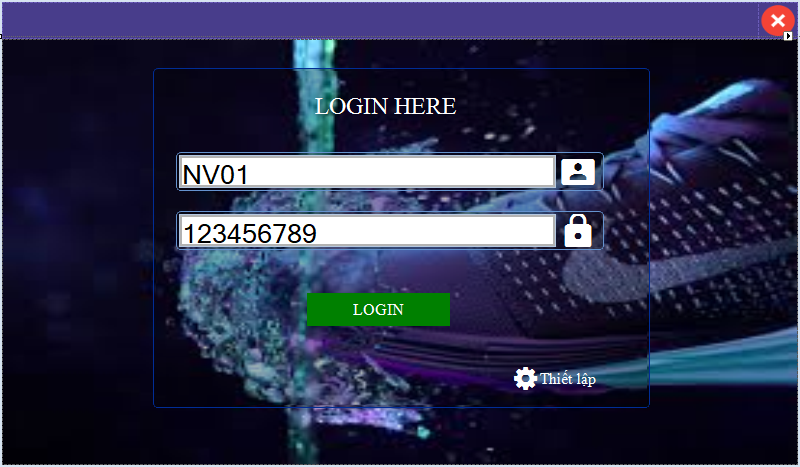 LOGIN HERE
NV01
123456789
LOGIN
Thiết lập